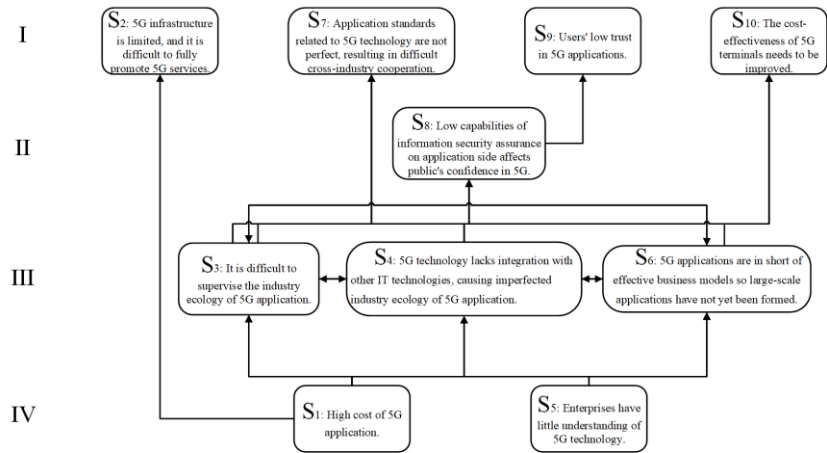 I
S2: 5G infrastructure
is limited, and it is
difficult to fully
promote 5G services.
S7: Application standards
related to 5G technology are not
perfect, resulting in difficult
cross-industry cooperation.
S9: Users' low trust
in 5G applications.
S10: The cost-
effectiveness of 5G
terminals needs to be
improved.
II
S8: Low capabilities of
information security assurance
on application side affects
public's confidence in 5G.
III
S3: It is difficult to
supervise the industry
ecology of 5G application.
S4: 5G technology lacks integration with
other IT technologies, causing imperfected
industry ecology of 5G application.
S6: 5G applications are in short of
effective business models so large-scale
applications have not yet been formed.
IV
S1: High cost of 5G
application.
S5: Enterprises have
little understanding of
5G technology.